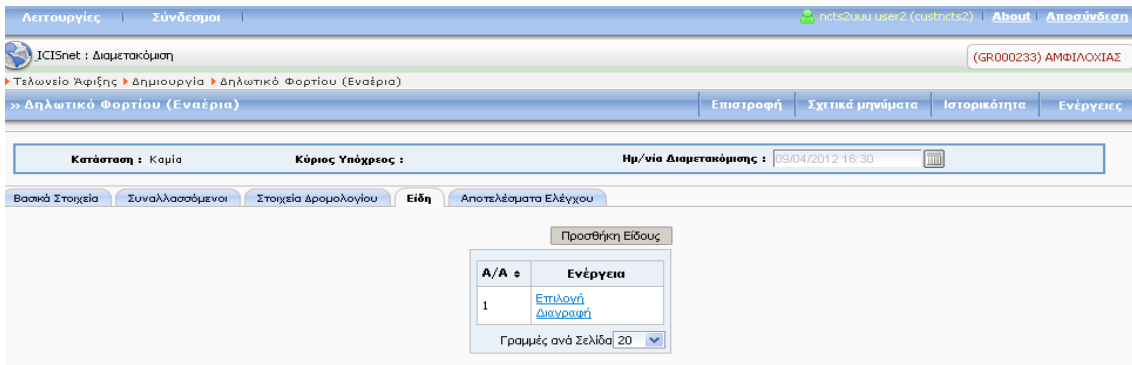 Λειτουργίες | Σύνδεσμοι | ncts2uuu user2 (custncts2) | About | Αποσύνδεση
ICISnet : Διαμετακόμιση (GR000233) ΑΜΦΙΛΟΧΙΑΣ
Τελωνείο Άφιξης Δημιουργία Δηλωτικό Φορτίου (Εναέρια)
» Δηλωτικό Φορτίου (Εναέρια) Επιστροφή Σχετικά μηνύματα Ιστορικότητα Ενέργειες
Κατάσταση : Καμία Κύριος Υπόχρεος : Ημ/νία Διαμετακόμισης : 09/04/2012 16:30
Βασικά Στοιχεία Συναλλασσόμενοι Στοιχεία Δρομολογίου Είδη Αποτελέσματα Ελέγχου
Προσθήκη Είδους
Α/Α Ενέργεια
1 Επιλογή
Διαγραφή
Γραμμές ανά Σελίδα 20